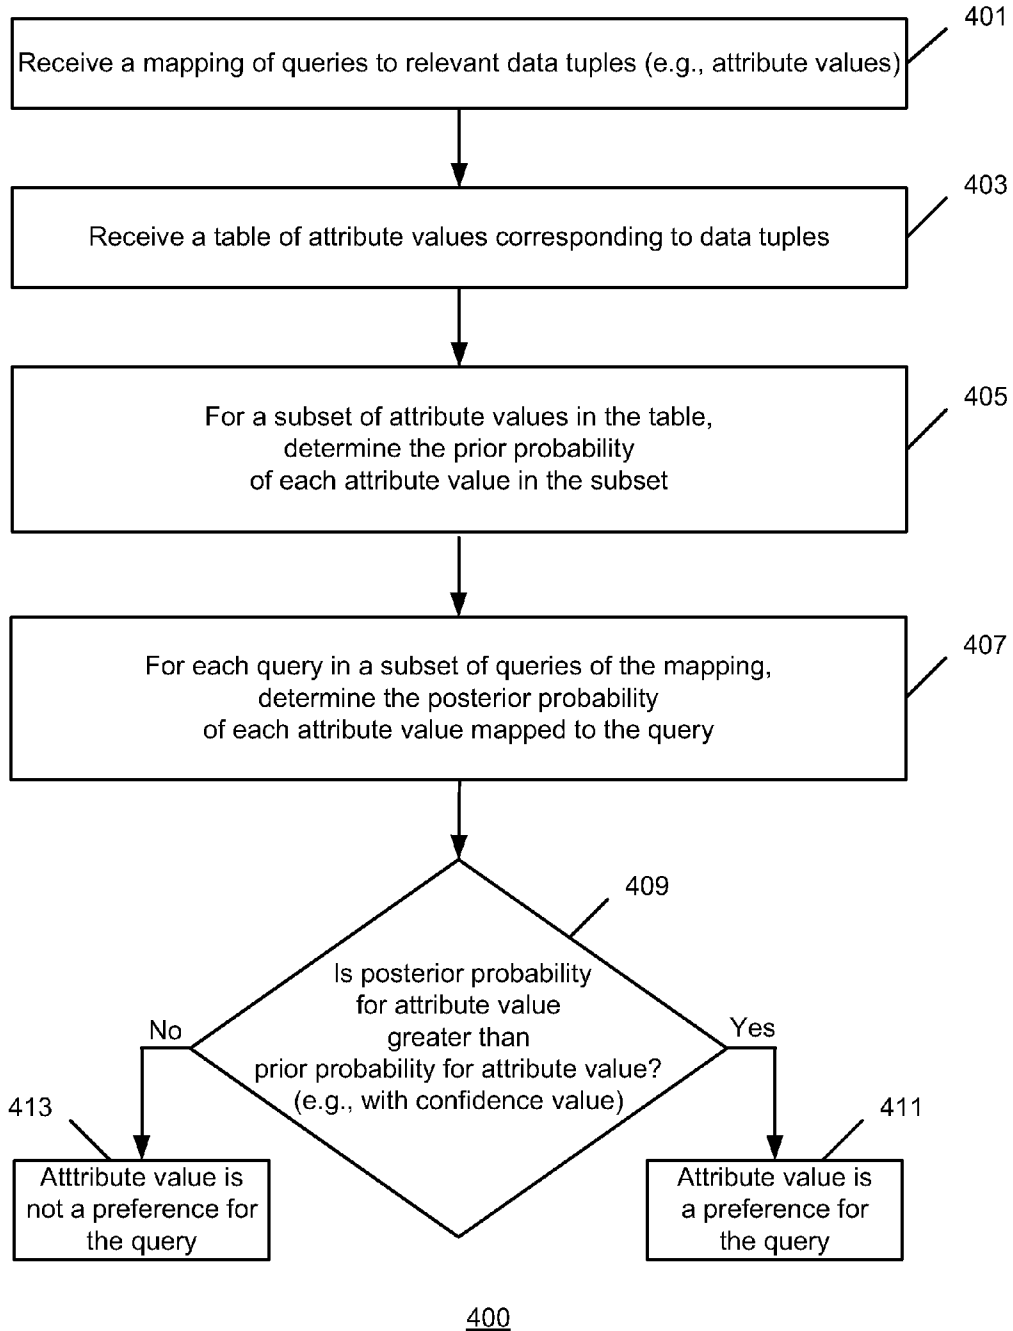 401
Receive a mapping of queries to relevant data tuples (e.g., attribute values)
403
Receive a table of attribute values corresponding to data tuples
405
For a subset of attribute values in the table,
determine the prior probability
of each attribute value in the subset
407
For each query in a subset of queries of the mapping,
determine the posterior probability
of each attribute value mapped to the query
409
Is posterior probability
for attribute value
greater than
prior probability for attribute value?
(e.g., with confidence value)
No
Yes
413
Atttribute value is
not a preference for
the query
411
Attribute value is
a preference for
the query
400